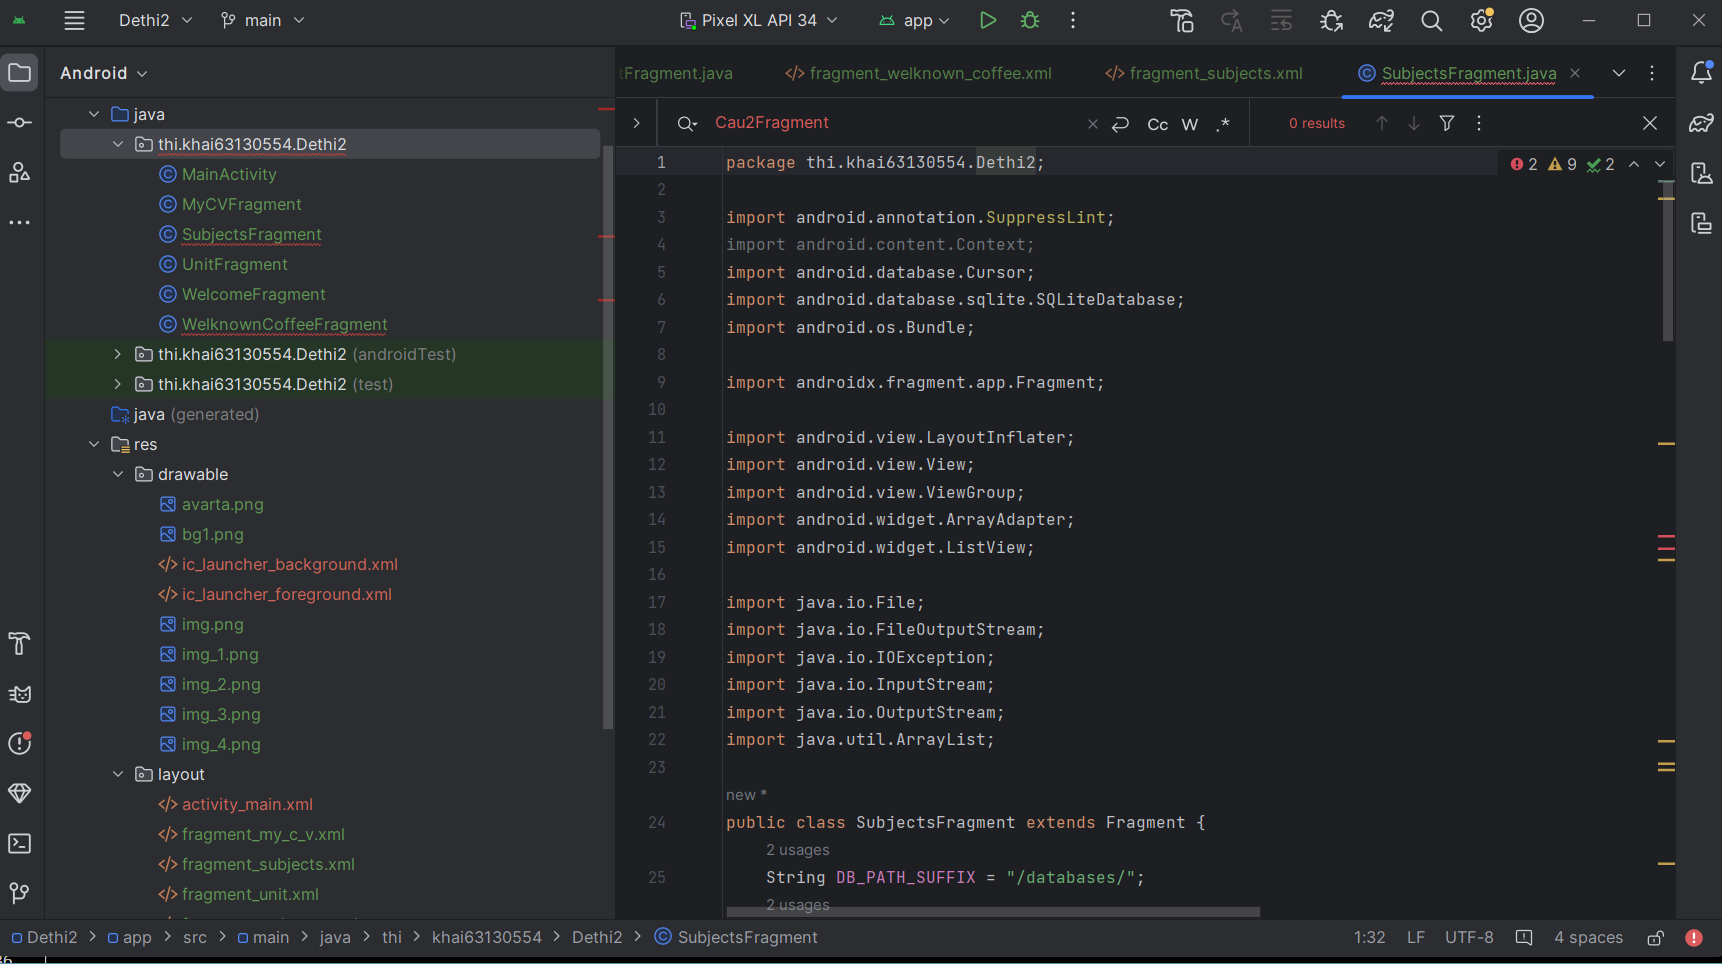 Dethi2 main Pixel XL API 34 app
Android
tFragment.java fragment_welknown_coffee.xml fragment_subjects.xml SubjectsFragment.java
Cau2Fragment Cc W .* 0 results
java
thi.khai63130554.Dethi2
MainActivity
MyCVFragment
SubjectsFragment
UnitFragment
WelcomeFragment
WelknownCoffeeFragment
thi.khai63130554.Dethi2 (androidTest)
thi.khai63130554.Dethi2 (test)
java (generated)
res
drawable
avarta.png
bg1.png
ic_launcher_background.xml
ic_launcher_foreground.xml
img.png
img_1.png
img_2.png
img_3.png
img_4.png
layout
activity_main.xml
fragment_my_c_v.xml
fragment_subjects.xml
fragment_unit.xml
2 9 2
1 package thi.khai63130554.Dethi2;
2
3 import android.annotation.SuppressLint;
4 import android.content.Context;
5 import android.database.Cursor;
6 import android.database.sqlite.SQLiteDatabase;
7 import android.os.Bundle;
8
9 import androidx.fragment.app.Fragment;
10
11 import android.view.LayoutInflater;
12 import android.view.View;
13 import android.view.ViewGroup;
14 import android.widget.ArrayAdapter;
15 import android.widget.ListView;
16
17 import java.io.File;
18 import java.io.FileOutputStream;
19 import java.io.IOException;
20 import java.io.InputStream;
21 import java.io.OutputStream;
22 import java.util.ArrayList;
23
new *
24 public class SubjectsFragment extends Fragment {
2 usages
25 String DB_PATH_SUFFIX = "/databases/";
2 usages
Dethi2 > app > src > main > java > thi > khai63130554 > Dethi2 > SubjectsFragment 1:32 LF UTF-8 4 spaces